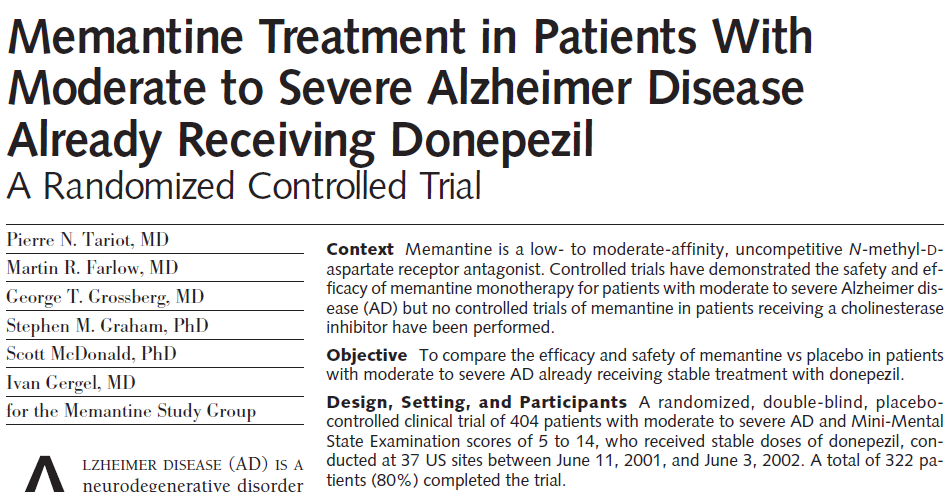 Memantine Treatment in Patients With
Moderate to Severe Alzheimer Disease
Already Receiving Donepezil
A Randomized Controlled Trial
Pierre N. Tariot, MD
Martin R. Farlow, MD
George T. Grossberg, MD
Stephen M. Graham, PhD
Scott McDonald, PhD
Ivan Gergel, MD
for the Memantine Study Group
ALZHEIMER DISEASE (AD) IS A
neurodegenerative disorder
Context Memantine is a low- to moderate-affinity, uncompetitive N-methyl-D-
aspartate receptor antagonist. Controlled trials have demonstrated the safety and ef-
ficacy of memantine monotherapy for patients with moderate to severe Alzheimer dis-
ease (AD) but no controlled trials of memantine in patients receiving a cholinesterase
inhibitor have been performed.
Objective To compare the efficacy and safety of memantine vs placebo in patients
with moderate to severe AD already receiving stable treatment with donepezil.
Design, Setting, and Participants A randomized, double-blind, placebo-
controlled clinical trial of 404 patients with moderate to severe AD and Mini-Mental
State Examination scores of 5 to 14, who received stable doses of donepezil, con-
ducted at 37 US sites between June 11, 2001, and June 3, 2002. A total of 322 pa-
tients (80%) completed the trial.